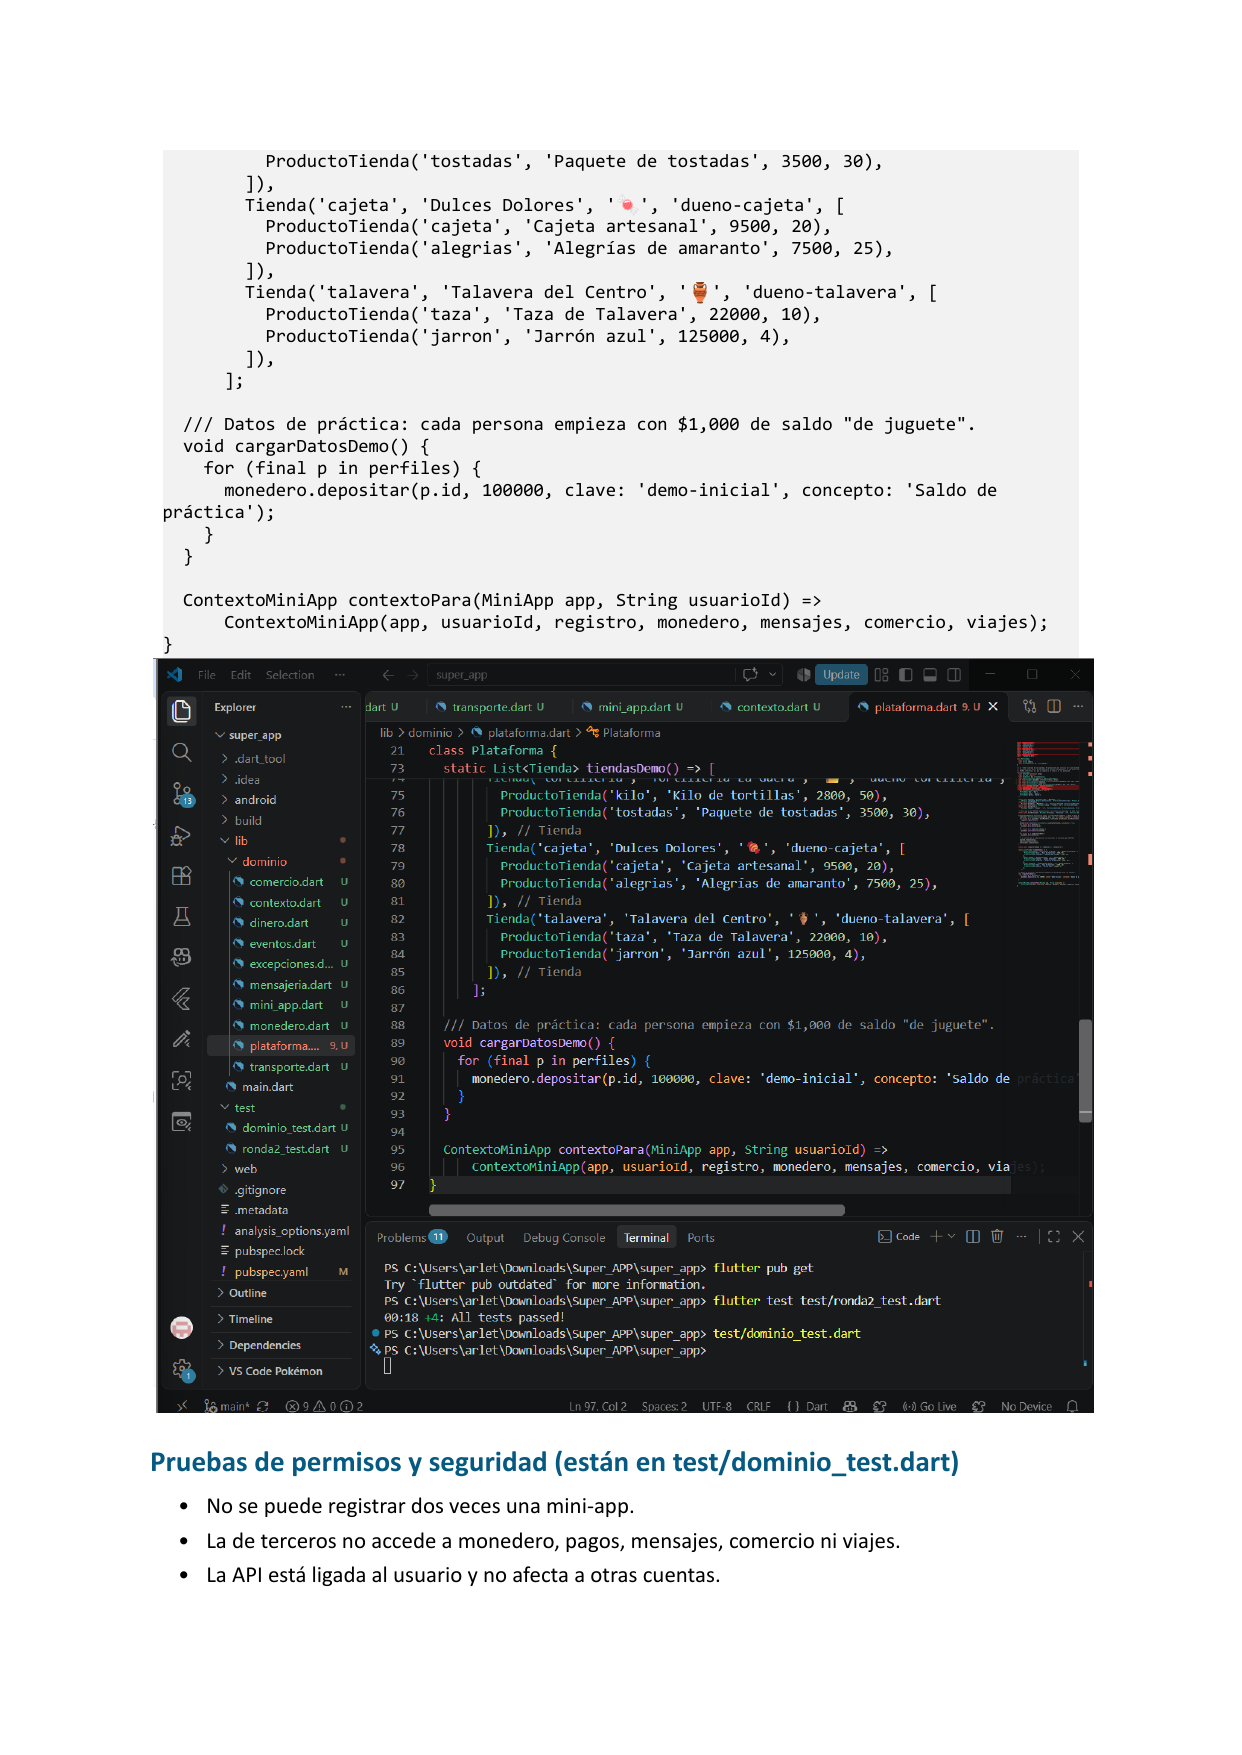 ProductoTienda('tostadas', 'Paquete de tostadas', 3500, 30),
]),
Tienda('cajeta', 'Dulces Dolores', '🍬', 'dueno-cajeta', [
ProductoTienda('cajeta', 'Cajeta artesanal', 9500, 20),
ProductoTienda('alegrias', 'Alegrías de amaranto', 7500, 25),
]),
Tienda('talavera', 'Talavera del Centro', '🏺', 'dueno-talavera', [
ProductoTienda('taza', 'Taza de Talavera', 22000, 10),
ProductoTienda('jarron', 'Jarrón azul', 125000, 4),
]),
];
/// Datos de práctica: cada persona empieza con $1,000 de saldo "de juguete".
void cargarDatosDemo() {
for (final p in perfiles) {
monedero.depositar(p.id, 100000, clave: 'demo-inicial', concepto: 'Saldo de
práctica');
}
}
ContextoMiniApp contextoPara(MiniApp app, String usuarioId) =>
ContextoMiniApp(app, usuarioId, registro, monedero, mensajes, comercio, viajes);
}
File Edit Selection ··· super_app Update
Explorer ···
dart U transporte.dart U mini_app.dart U contexto.dart U plataforma.dart 9, U
super_app
.dart_tool
.idea
android
build
lib
dominio
comercio.dart U
contexto.dart U
dinero.dart U
eventos.dart U
excepciones.d... U
mensajeria.dart U
mini_app.dart U
monedero.dart U
plataforma.... 9, U
transporte.dart U
main.dart
test
dominio_test.dart U
ronda2_test.dart U
web
.gitignore
.metadata
analysis_options.yaml
pubspec.lock
pubspec.yaml M
Outline
Timeline
Dependencies
VS Code Pokémon
13
1
lib > dominio > plataforma.dart > Plataforma
21 class Plataforma {
73 static List<Tienda> tiendasDemo() => [
75 ProductoTienda('kilo', 'Kilo de tortillas', 2800, 50),
76 ProductoTienda('tostadas', 'Paquete de tostadas', 3500, 30),
77 ]), // Tienda
78 Tienda('cajeta', 'Dulces Dolores', '🍬', 'dueno-cajeta', [
79 ProductoTienda('cajeta', 'Cajeta artesanal', 9500, 20),
80 ProductoTienda('alegrias', 'Alegrías de amaranto', 7500, 25),
81 ]), // Tienda
82 Tienda('talavera', 'Talavera del Centro', '🏺', 'dueno-talavera', [
83 ProductoTienda('taza', 'Taza de Talavera', 22000, 10),
84 ProductoTienda('jarron', 'Jarrón azul', 125000, 4),
85 ]), // Tienda
86 ];
87
88 /// Datos de práctica: cada persona empieza con $1,000 de saldo "de juguete".
89 void cargarDatosDemo() {
90 for (final p in perfiles) {
91 monedero.depositar(p.id, 100000, clave: 'demo-inicial', concepto: 'Saldo de práctica'
92 }
93 }
94
95 ContextoMiniApp contextoPara(MiniApp app, String usuarioId) =>
96 ContextoMiniApp(app, usuarioId, registro, monedero, mensajes, comercio, viajes);
97 }
Problems 11 Output Debug Console Terminal Ports Code
PS C:\Users\arlet\Downloads\Super_APP\super_app> flutter pub get
Try `flutter pub outdated` for more information.
PS C:\Users\arlet\Downloads\Super_APP\super_app> flutter test test/ronda2_test.dart
00:18 +4: All tests passed!
PS C:\Users\arlet\Downloads\Super_APP\super_app> test/dominio_test.dart
PS C:\Users\arlet\Downloads\Super_APP\super_app>
main* 9 0 2 Ln 97, Col 2 Spaces: 2 UTF-8 CRLF { } Dart Go Live No Device
Pruebas de permisos y seguridad (están en test/dominio_test.dart)
• No se puede registrar dos veces una mini-app.
• La de terceros no accede a monedero, pagos, mensajes, comercio ni viajes.
• La API está ligada al usuario y no afecta a otras cuentas.